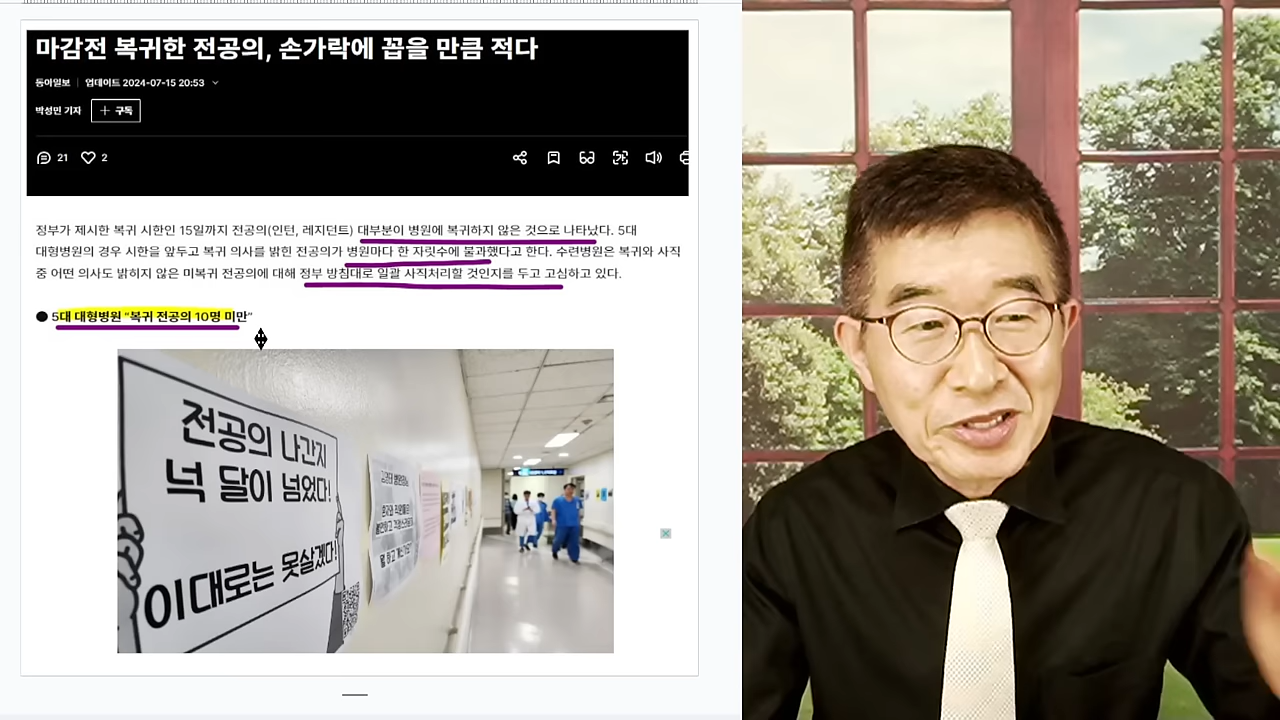 마감전 복귀한 전공의, 손가락에 꼽을 만큼 적다
동아일보 | 업데이트 2024-07-15 20:53
박성민 기자 + 구독
21 2
정부가 제시한 복귀 시한인 15일까지 전공의(인턴, 레지던트) 대부분이 병원에 복귀하지 않은 것으로 나타났다. 5대
대형병원의 경우 시한을 앞두고 복귀 의사를 밝힌 전공의가 병원마다 한 자릿수에 불과했다고 한다. 수련병원은 복귀와 사직
중 어떤 의사도 밝히지 않은 미복귀 전공의에 대해 정부 방침대로 일괄 사직처리할 것인지를 두고 고심하고 있다.
● 5대 대형병원 “복귀 전공의 10명 미만”
전공의 나간지
넉 달이 넘었다!
이대로는 못살겠다!